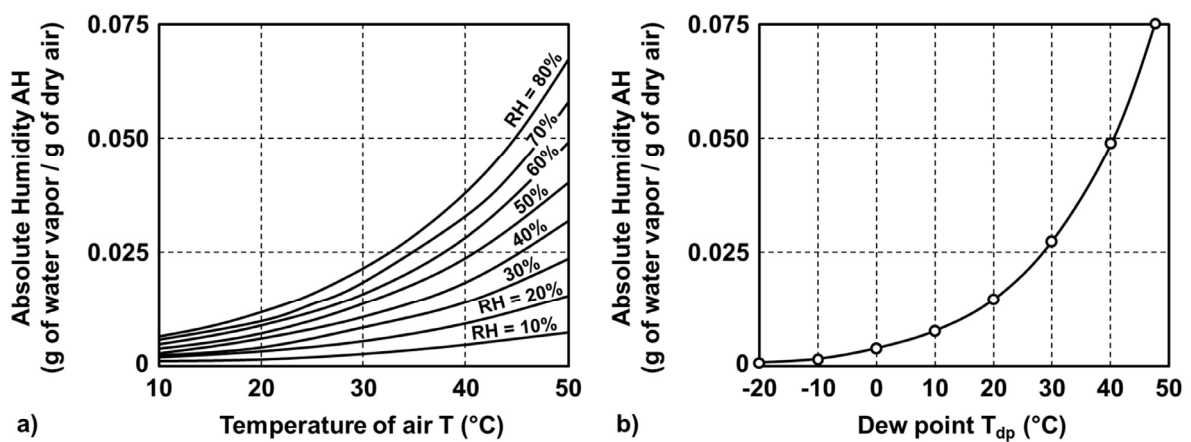 Absolute Humidity AH
(g of water vapor / g of dry air)
0.075
0.050
0.025
0
RH = 80%
70%
60%
50%
40%
30%
RH = 20%
RH = 10%
10 20 30 40 50
a) Temperature of air T (°C)
Absolute Humidity AH
(g of water vapor / g of dry air)
0.075
0.050
0.025
0
-20 -10 0 10 20 30 40 50
b) Dew point Tdp (°C)